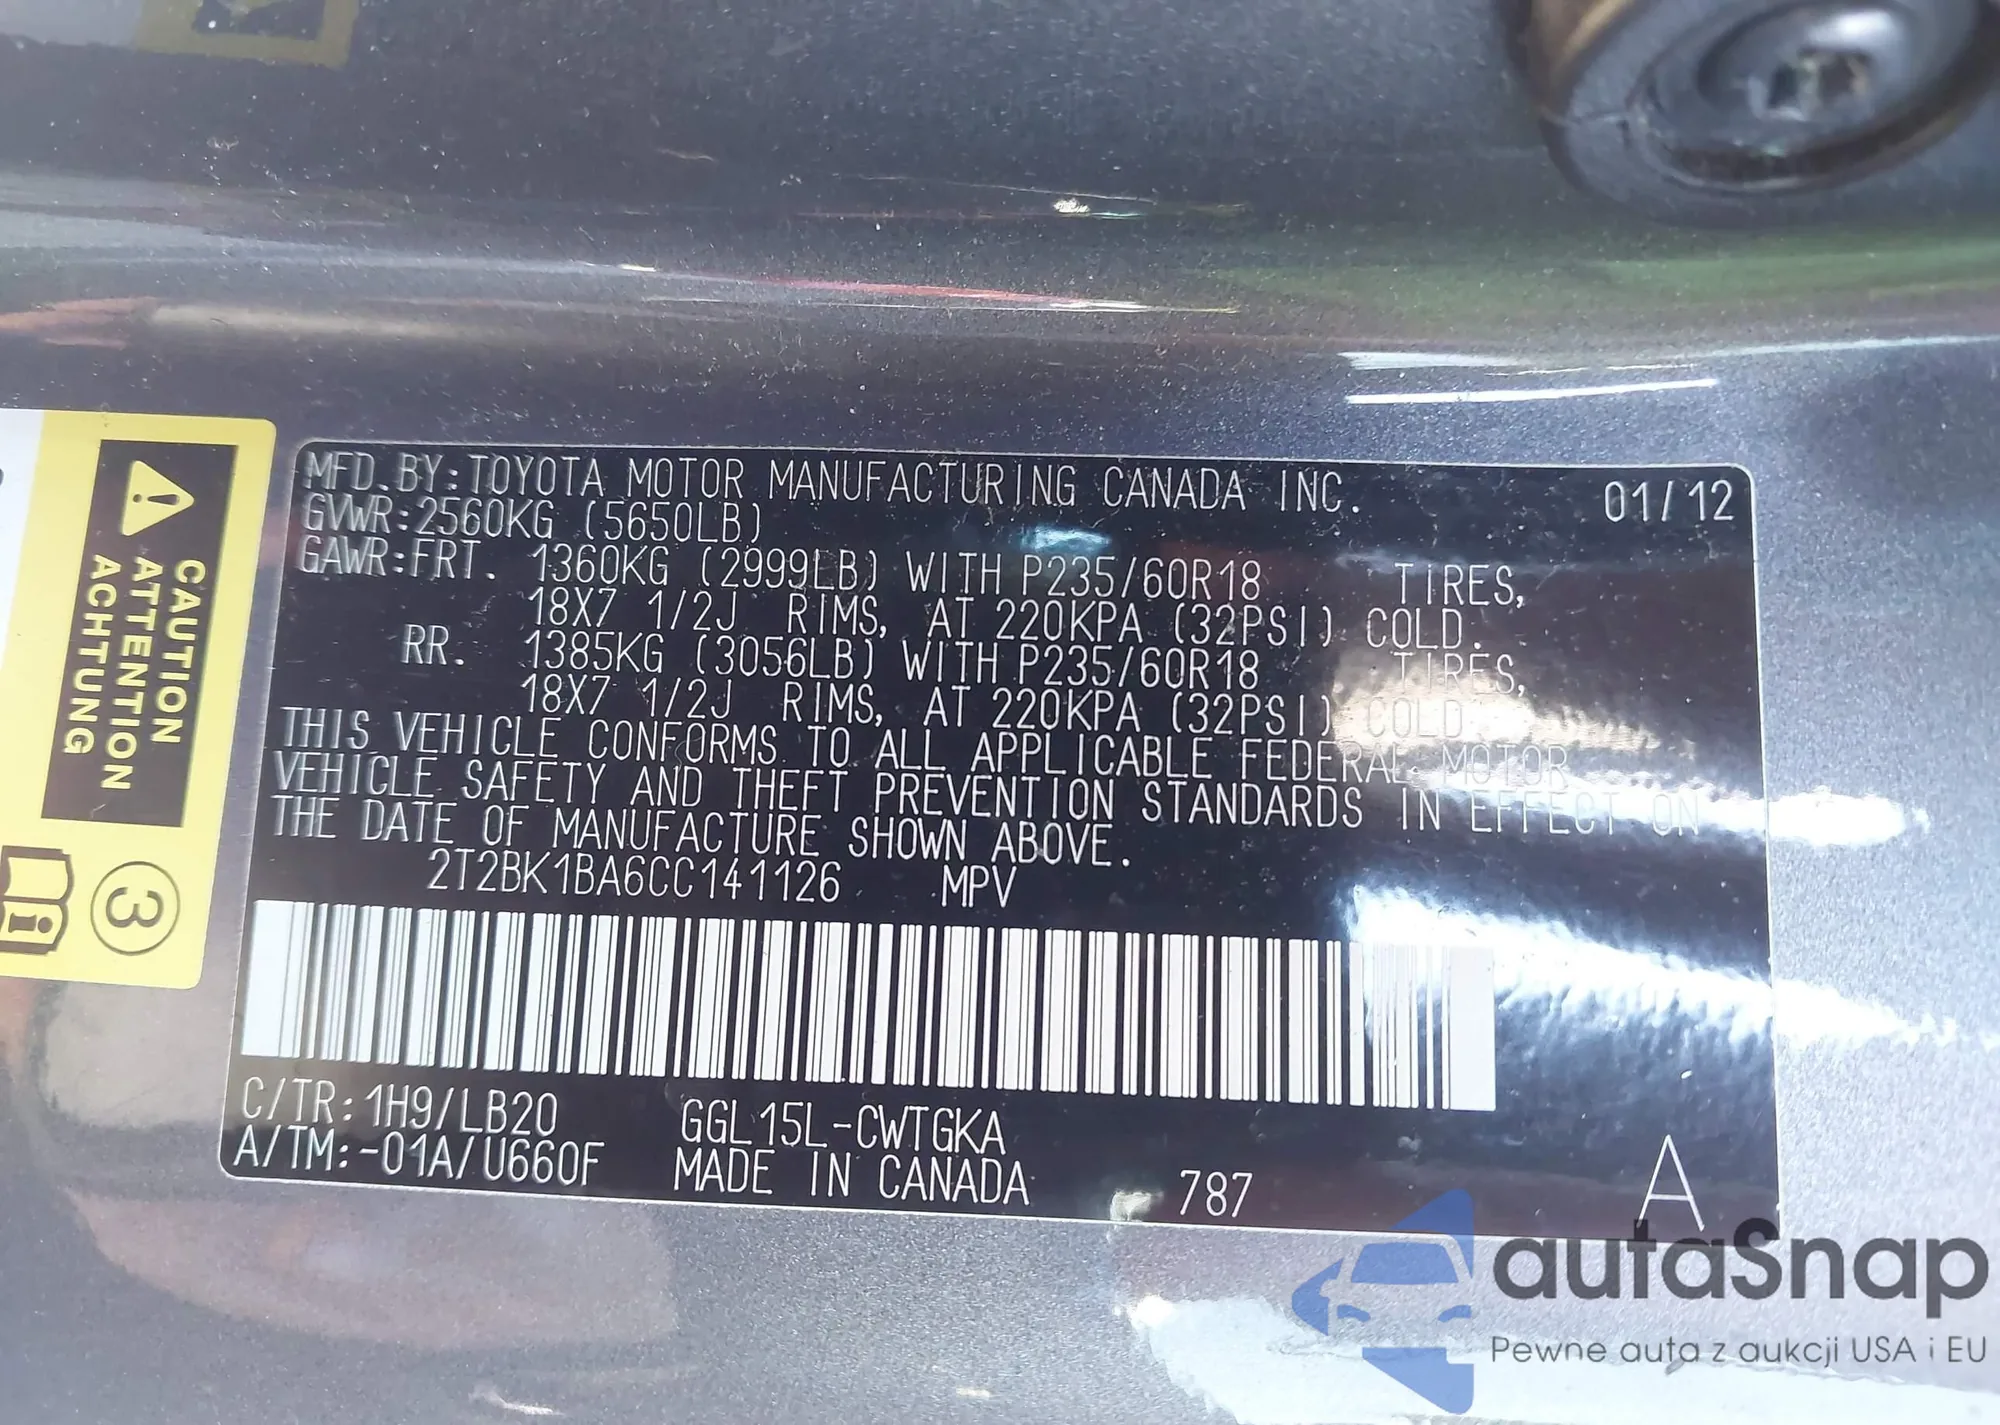 MFD. BY: TOYOTA MOTOR MANUFACTURING CANADA INC. 01/12
GVWR: 2560KG (5650LB)
GAWR: FRT. 1360KG (2999LB) WITH P235/60R18 TIRES,
18X7 1/2J RIMS, AT 220KPA (32PSI) COLD.
RR. 1385KG (3056LB) WITH P235/60R18 TIRES,
18X7 1/2J RIMS, AT 220KPA (32PSI) COLD.
THIS VEHICLE CONFORMS TO ALL APPLICABLE FEDERAL MOTOR
VEHICLE SAFETY AND THEFT PREVENTION STANDARDS IN EFFECT ON
THE DATE OF MANUFACTURE SHOWN ABOVE.
2T2BK1BA6CC141126 MPV
C/TR: 1H9/LB20 GGL15L-CWTGKA
A/TM: -01A/U660F MADE IN CANADA 787 A
CAUTION
ATTENTION
ACHTUNG
3
autaSnap
Pewne auta z aukcji USA i EU